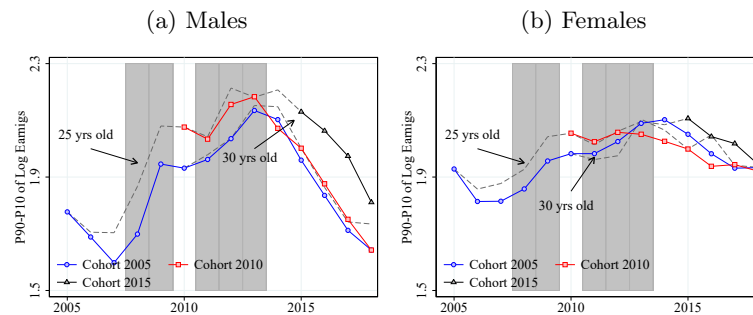 (a) Males
(b) Females
P90-P10 of Log Earnigs
2.3
1.9
1.5
25 yrs old
30 yrs old
Cohort 2005
Cohort 2010
Cohort 2015
2005
2010
2015
P90-P10 of Log Earnigs
2.3
1.9
1.5
25 yrs old
30 yrs old
Cohort 2005
Cohort 2010
Cohort 2015
2005
2010
2015